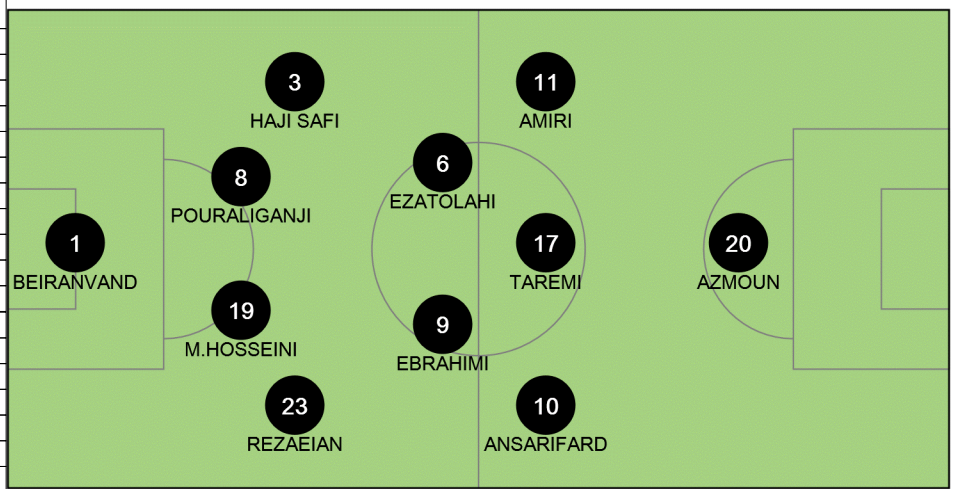 3
HAJI SAFI
11
AMIRI
8
POURALIGANJI
6
EZATOLAHI
1
BEIRANVAND
17
TAREMI
20
AZMOUN
19
M.HOSSEINI
9
EBRAHIMI
23
REZAEIAN
10
ANSARIFARD